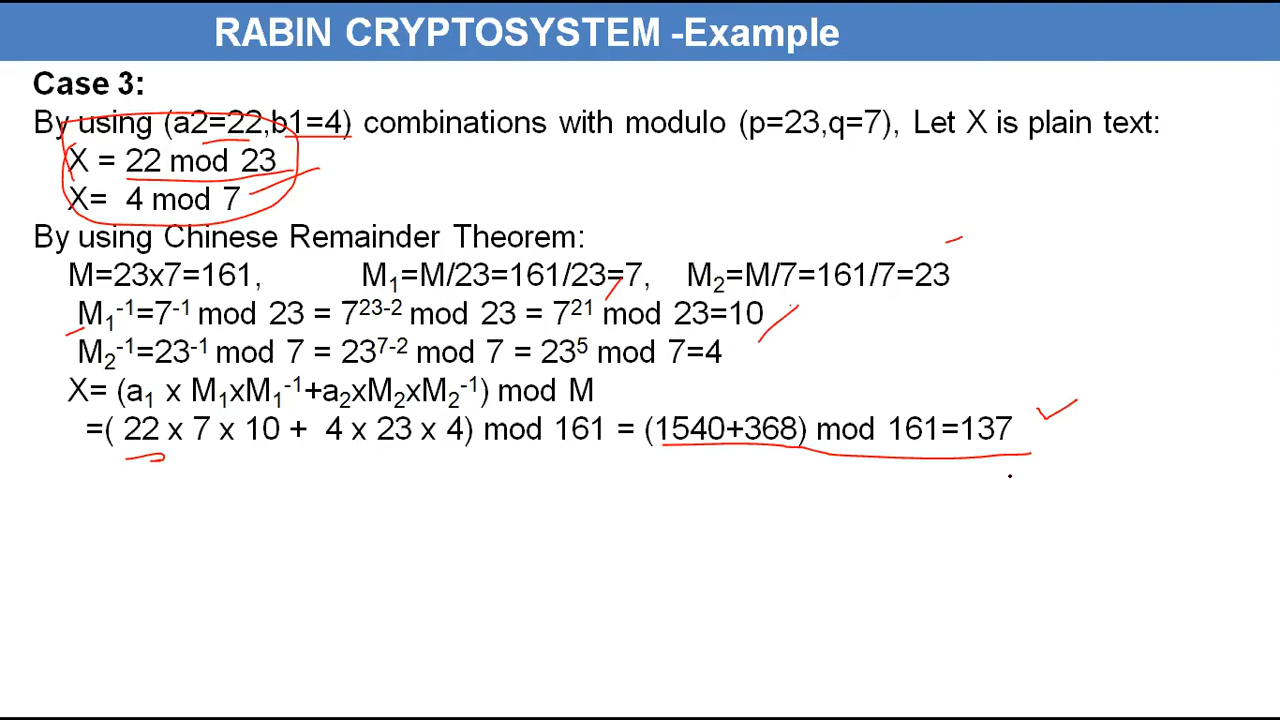 RABIN CRYPTOSYSTEM -Example
Case 3:
By using (a2=22,b1=4) combinations with modulo (p=23,q=7), Let X is plain text:
X = 22 mod 23
X= 4 mod 7
By using Chinese Remainder Theorem:
M=23x7=161, M₁=M/23=161/23=7, M₂=M/7=161/7=23
M₁⁻¹=7⁻¹ mod 23 = 7²³⁻² mod 23 = 7²¹ mod 23=10
M₂⁻¹=23⁻¹ mod 7 = 23⁷⁻² mod 7 = 23⁵ mod 7=4
X= (a₁ x M₁xM₁⁻¹+a₂xM₂xM₂⁻¹) mod M
=( 22 x 7 x 10 + 4 x 23 x 4) mod 161 = (1540+368) mod 161=137